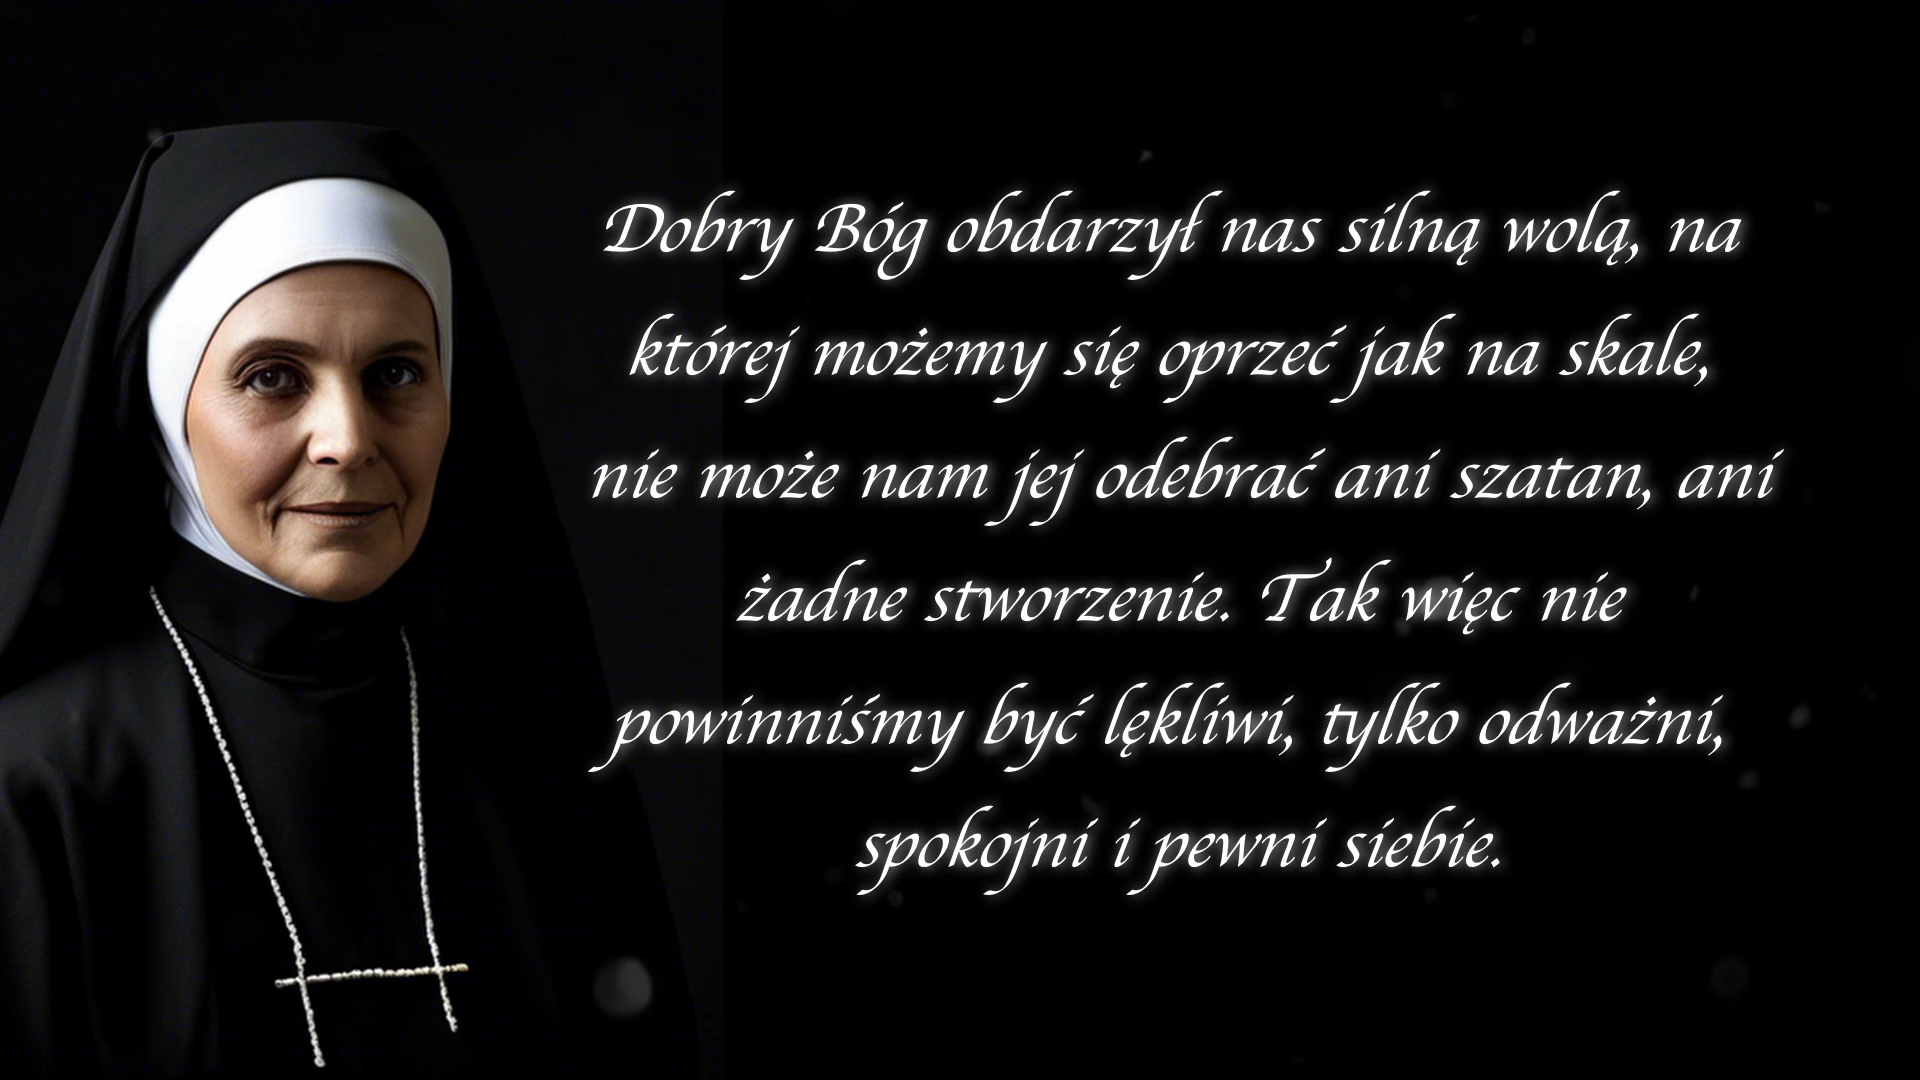 Dobry Bóg obdarzył nas silną wolą, na
której możemy się oprzeć jak na skale,
nie może nam jej odebrać ani szatan, ani
żadne stworzenie. Tak więc nie
powinniśmy być lękliwi, tylko odważni,
spokojni i pewni siebie.